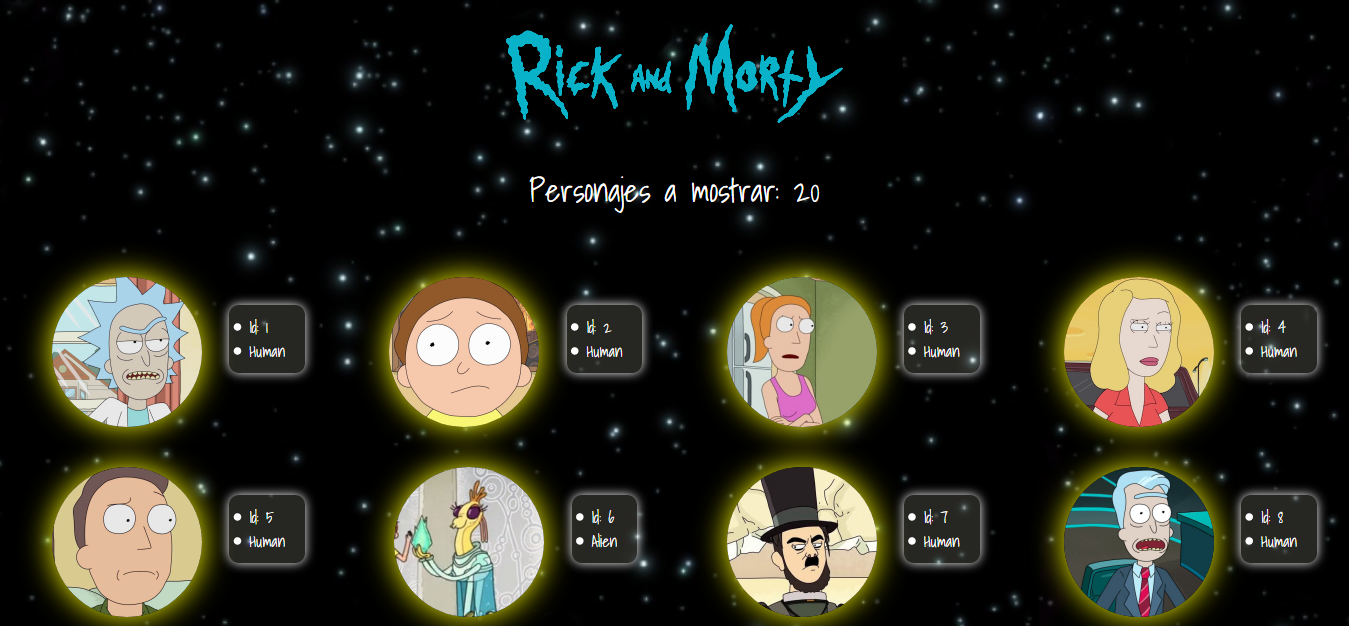 Rick and Morty
Personajes a mostrar: 20
Id: 1
Human
Id: 2
Human
Id: 3
Human
Id: 4
Human
Id: 5
Human
Id: 6
Alien
Id: 7
Human
Id: 8
Human